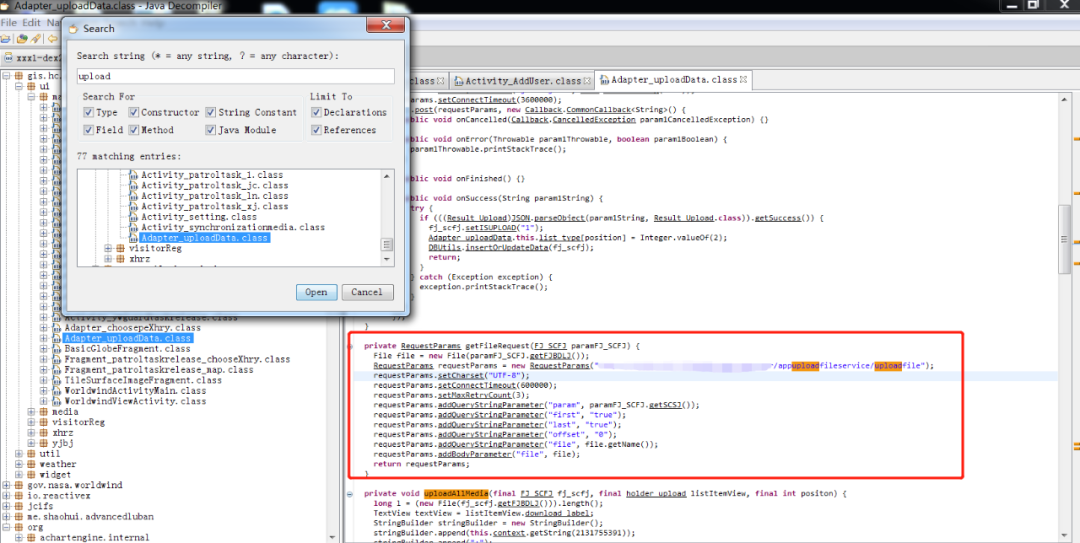 Adapter_uploadData.class - Java Decompiler
File Edit Na
Search
Search string (* = any string, ? = any character):
upload
Search For
Limit To
Type Constructor String Constant Declarations
Field Method Java Module References
77 matching entries:
Activity_patroltask_1.class
Activity_patroltask_jc.class
Activity_patroltask_ln.class
Activity_patroltask_xj.class
Activity_setting.class
Activity_synchronizationmedia.class
Adapter_uploadData.class
visitorReg
xhrz
Open Cancel
gis.hc.
ui
Adapter_choosepeXhry.class
Adapter_uploadData.class
BasicGlobeFragment.class
Fragment_patroltaskrelease_chooseXhry.class
Fragment_patroltaskrelease_map.class
TileSurfaceImageFragment.class
WorldwindActivityMain.class
WorldwindViewActivity.class
media
visitorReg
xhrz
yjbj
util
weather
widget
gov.nasa.worldwind
io.reactivex
jcifs
me.shaohui.advancedluban
org
achartengine.internal
class Activity_AddUser.class Adapter_uploadData.class
rams.setConnectTimeout(3600000);
.post(requestParams, new Callback.CommonCallback<String>() {
blic void onCancelled(Callback.CancelledException param1CancelledException) {}
blic void onError(Throwable param1Throwable, boolean param1Boolean) {
param1Throwable.printStackTrace();
blic void onFinished() {}
blic void onSuccess(String param1String) {
try {
if (((Result_Upload)JSON.parseObject(param1String, Result_Upload.class)).getSuccess()) {
fj_scfj.setISUPLOAD("1");
Adapter_uploadData.this.list_type[position] = Integer.valueOf(2);
DBUtils.insertOrUpdateData(fj_scfj);
return;
}
} catch (Exception exception) {
exception.printStackTrace();
}
});
}
private RequestParams getFileRequest(FJ_SCFJ paramFJ_SCFJ) {
File file = new File(paramFJ_SCFJ.getFJBDLJ());
RequestParams requestParams = new RequestParams("/appuploadfileservice/uploadfile");
requestParams.setCharset("UTF-8");
requestParams.setConnectTimeout(600000);
requestParams.setMaxRetryCount(3);
requestParams.addQueryStringParameter("param", paramFJ_SCFJ.getSCSJ());
requestParams.addQueryStringParameter("first", "true");
requestParams.addQueryStringParameter("last", "true");
requestParams.addQueryStringParameter("offset", "0");
requestParams.addQueryStringParameter("file", file.getName());
requestParams.addBodyParameter("file", file);
return requestParams;
}
private void uploadAllMedia(final FJ_SCFJ fj_scfj, final holder_upload listItemView, final int positon) {
long l = (new File(fj_scfj.getFJBDLJ())).length();
TextView textView = listItemView.download_label;
StringBuilder stringBuilder = new StringBuilder();
stringBuilder.append(this.context.getString(2131755391));